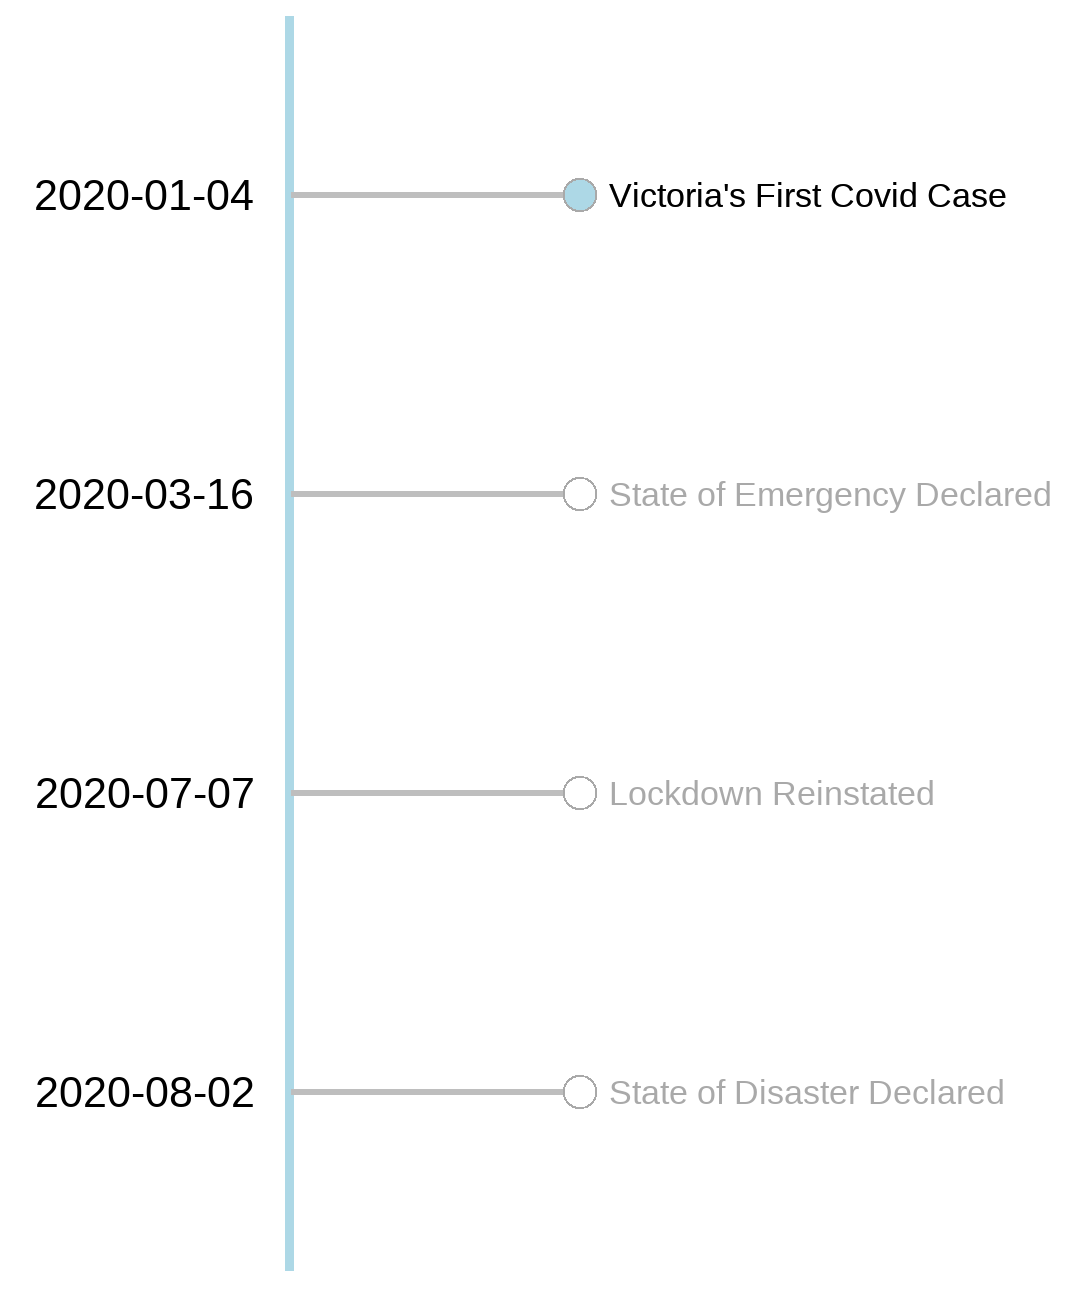 2020-01-04 Victoria's First Covid Case
2020-03-16 State of Emergency Declared
2020-07-07 Lockdown Reinstated
2020-08-02 State of Disaster Declared